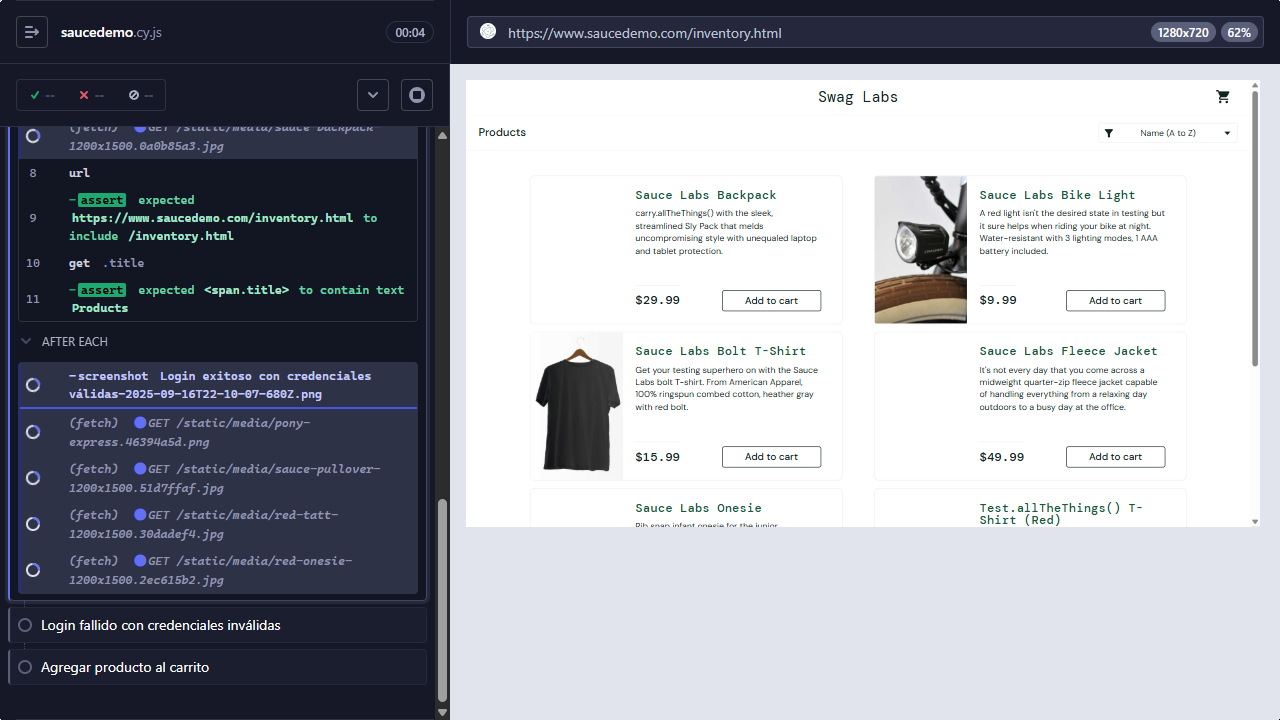 saucedemo.cy.js
00:04
--
--
--
(fetch) GET /static/media/sauce-backpack-
1200x1500.0a0b85a3.jpg
8 url
-assert expected
9 https://www.saucedemo.com/inventory.html to
include /inventory.html
10 get .title
-assert expected <span.title> to contain text
11 Products
AFTER EACH
-screenshot Login exitoso con credenciales
válidas-2025-09-16T22-10-07-680Z.png
(fetch) GET /static/media/pony-
express.46394a5d.png
(fetch) GET /static/media/sauce-pullover-
1200x1500.51d7ffaf.jpg
(fetch) GET /static/media/red-tatt-
1200x1500.30dadef4.jpg
(fetch) GET /static/media/red-onesie-
1200x1500.2ec615b2.jpg
Login fallido con credenciales inválidas
Agregar producto al carrito
https://www.saucedemo.com/inventory.html
1280x720
62%
Swag Labs
Products
Name (A to Z)
Sauce Labs Backpack
carry.allTheThings() with the sleek,
streamlined Sly Pack that melds
uncompromising style with unequaled laptop
and tablet protection.
$29.99
Add to cart
Sauce Labs Bike Light
A red light isn't the desired state in testing but
it sure helps when riding your bike at night.
Water-resistant with 3 lighting modes, 1 AAA
battery included.
$9.99
Add to cart
Sauce Labs Bolt T-Shirt
Get your testing superhero on with the Sauce
Labs bolt T-shirt. From American Apparel,
100% ringspun combed cotton, heather gray
with red bolt.
$15.99
Add to cart
Sauce Labs Fleece Jacket
It's not every day that you come across a
midweight quarter-zip fleece jacket capable
of handling everything from a relaxing day
outdoors to a busy day at the office.
$49.99
Add to cart
Sauce Labs Onesie
Rib snap infant onesie for the junior
Test.allTheThings() T-
Shirt (Red)